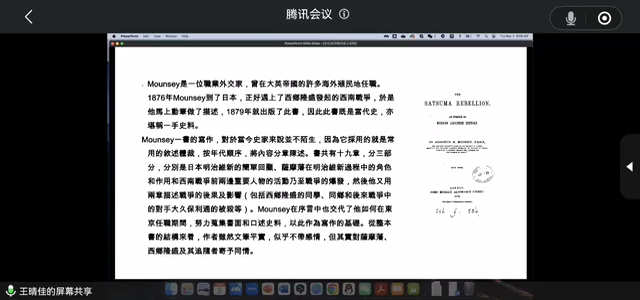 腾讯会议
Mounsey是一位職業外交家，曾在大英帝國的許多海外殖民地任職。
1876年Mounsey到了日本，正好遇上了西鄉隆盛發起的西南戰爭，於是
他馬上動筆做了描述，1879年就出版了此書，因此此書既是當代史，亦
堪稱一手史料。
Mounsey一書的寫作，對於當今史家來說並不陌生，因為它採用的就是常
用的敘述體裁，按年代順序，將內容分章陳述。書共有十九章，分三部
分，分別是日本明治維新的簡單回顧、薩摩藩在明治維新過程中的角色
和作用和西南戰爭前兩邊重要人物的活動乃至戰爭的爆發，然後他又用
兩章描述戰爭的後果及影響（包括西鄉隆盛的同學、同鄉和後來戰爭中
的對手大久保利通的被殺等）。Mounsey在序言中也交代了他如何在東
京任職期間，努力蒐集書面和口述史料，以此作為寫作的基礎。從整本
書的結構來看，作者雖然文筆平實，似乎不帶感情，但其實對薩摩藩、
西鄉隆盛及其追隨者寄予同情。
THE
SATSUMA REBELLION.
王晴佳的屏幕共享